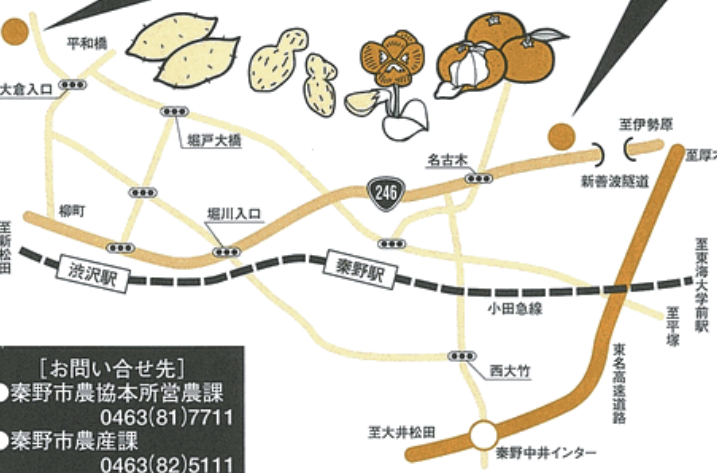 平和橋
大倉入口
堀戸大橋
名古木
至伊勢原
至厚木
新善波隧道
246
柳町
堀川入口
至新松田
渋沢駅
秦野駅
小田急線
至東海大学前駅
至平塚
西大竹
東名高速道路
至大井松田
秦野中井インター
[お問い合せ先]
●秦野市農協本所営農課
0463(81)7711
●秦野市農産課
0463(82)5111